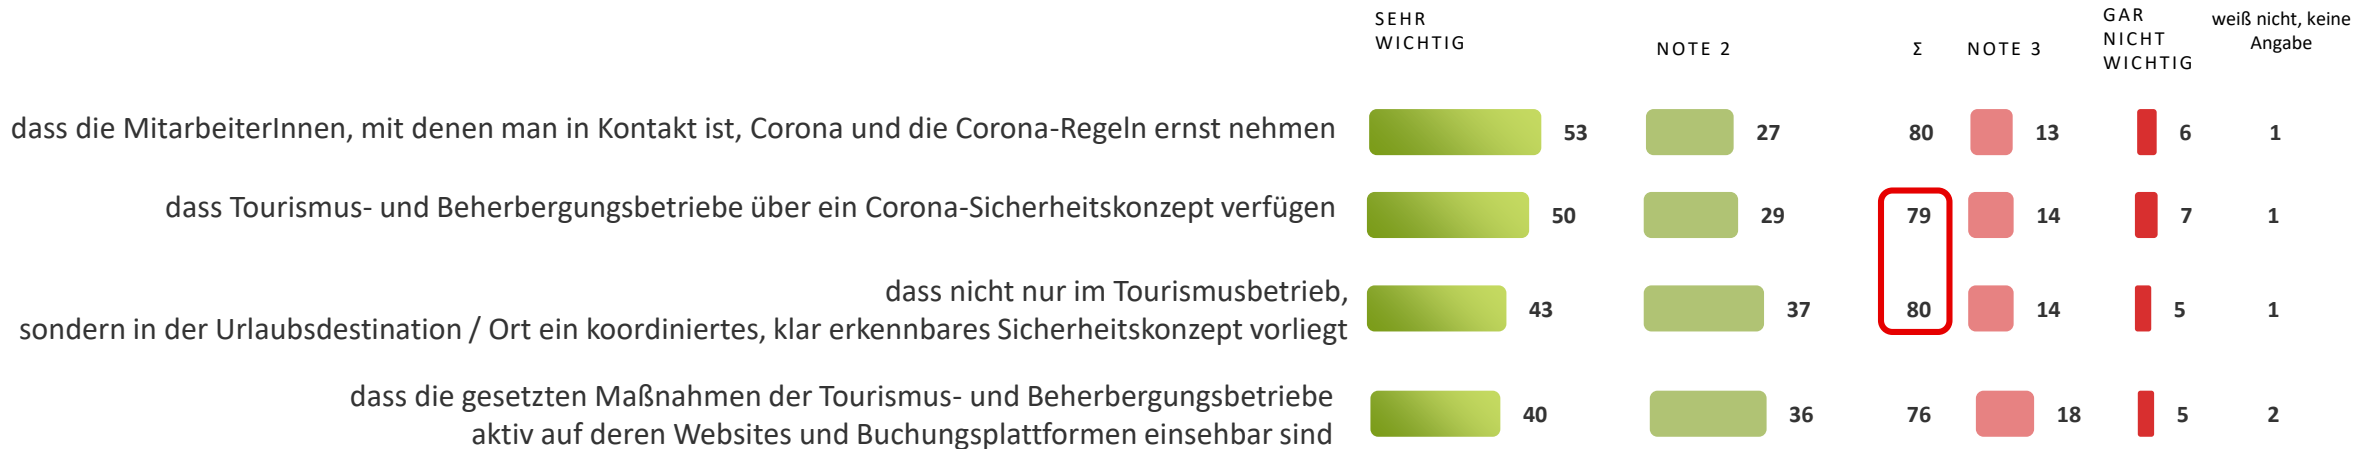 SEHR
WICHTIG
NOTE 2
Σ
NOTE 3
GAR
NICHT
WICHTIG
weiß nicht, keine
Angabe
dass die MitarbeiterInnen, mit denen man in Kontakt ist, Corona und die Corona-Regeln ernst nehmen 53 27 80 13 6 1
dass Tourismus- und Beherbergungsbetriebe über ein Corona-Sicherheitskonzept verfügen 50 29 79 14 7 1
dass nicht nur im Tourismusbetrieb,
sondern in der Urlaubsdestination / Ort ein koordiniertes, klar erkennbares Sicherheitskonzept vorliegt 43 37 80 14 5 1
dass die gesetzten Maßnahmen der Tourismus- und Beherbergungsbetriebe
aktiv auf deren Websites und Buchungsplattformen einsehbar sind 40 36 76 18 5 2